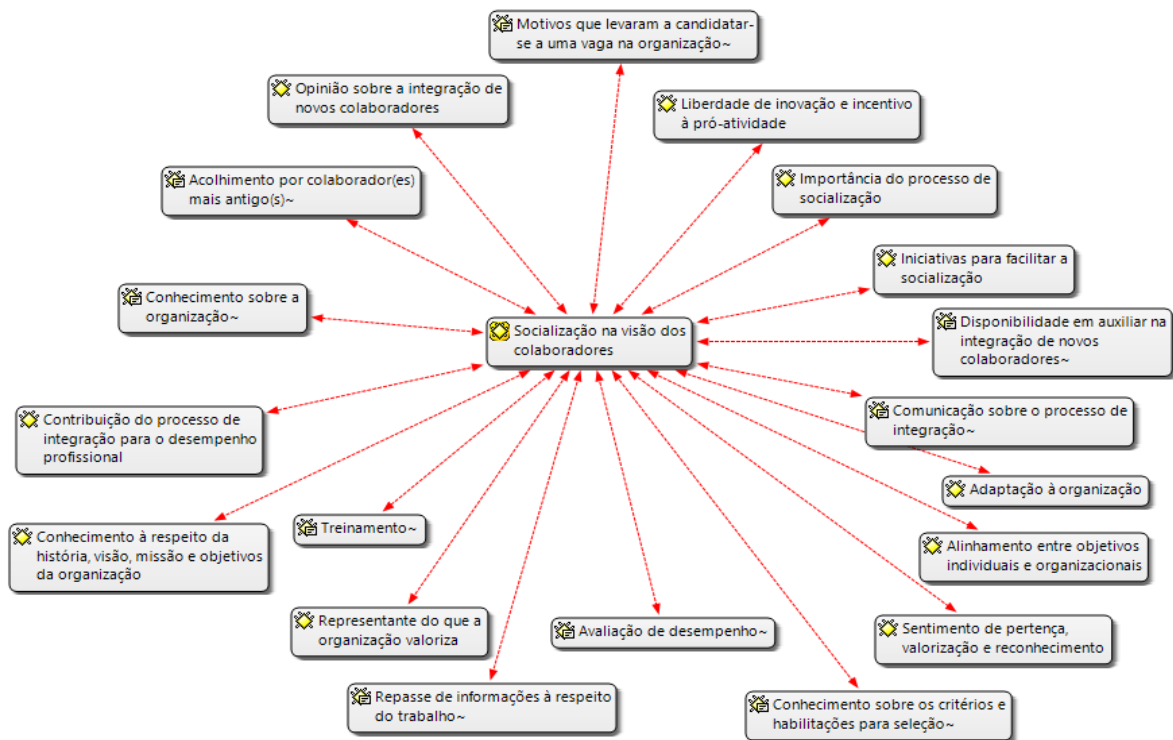 Motivos que levaram a candidatar-
se a uma vaga na organização~
Opinião sobre a integração de
novos colaboradores
Liberdade de inovação e incentivo
à pró-atividade
Acolhimento por colaborador(es)
mais antigo(s)~
Importância do processo de
socialização
Iniciativas para facilitar a
socialização
Conhecimento sobre a
organização~
Socialização na visão dos
colaboradores
Disponibilidade em auxiliar na
integração de novos
colaboradores~
Contribuição do processo de
integração para o desempenho
profissional
Comunicação sobre o processo de
integração~
Adaptação à organização
Treinamento~
Conhecimento à respeito da
história, visão, missão e objetivos
da organização
Alinhamento entre objetivos
individuais e organizacionais
Representante do que a
organização valoriza
Avaliação de desempenho~
Sentimento de pertença,
valorização e reconhecimento
Repasse de informações à respeito
do trabalho~
Conhecimento sobre os critérios e
habilitações para seleção~